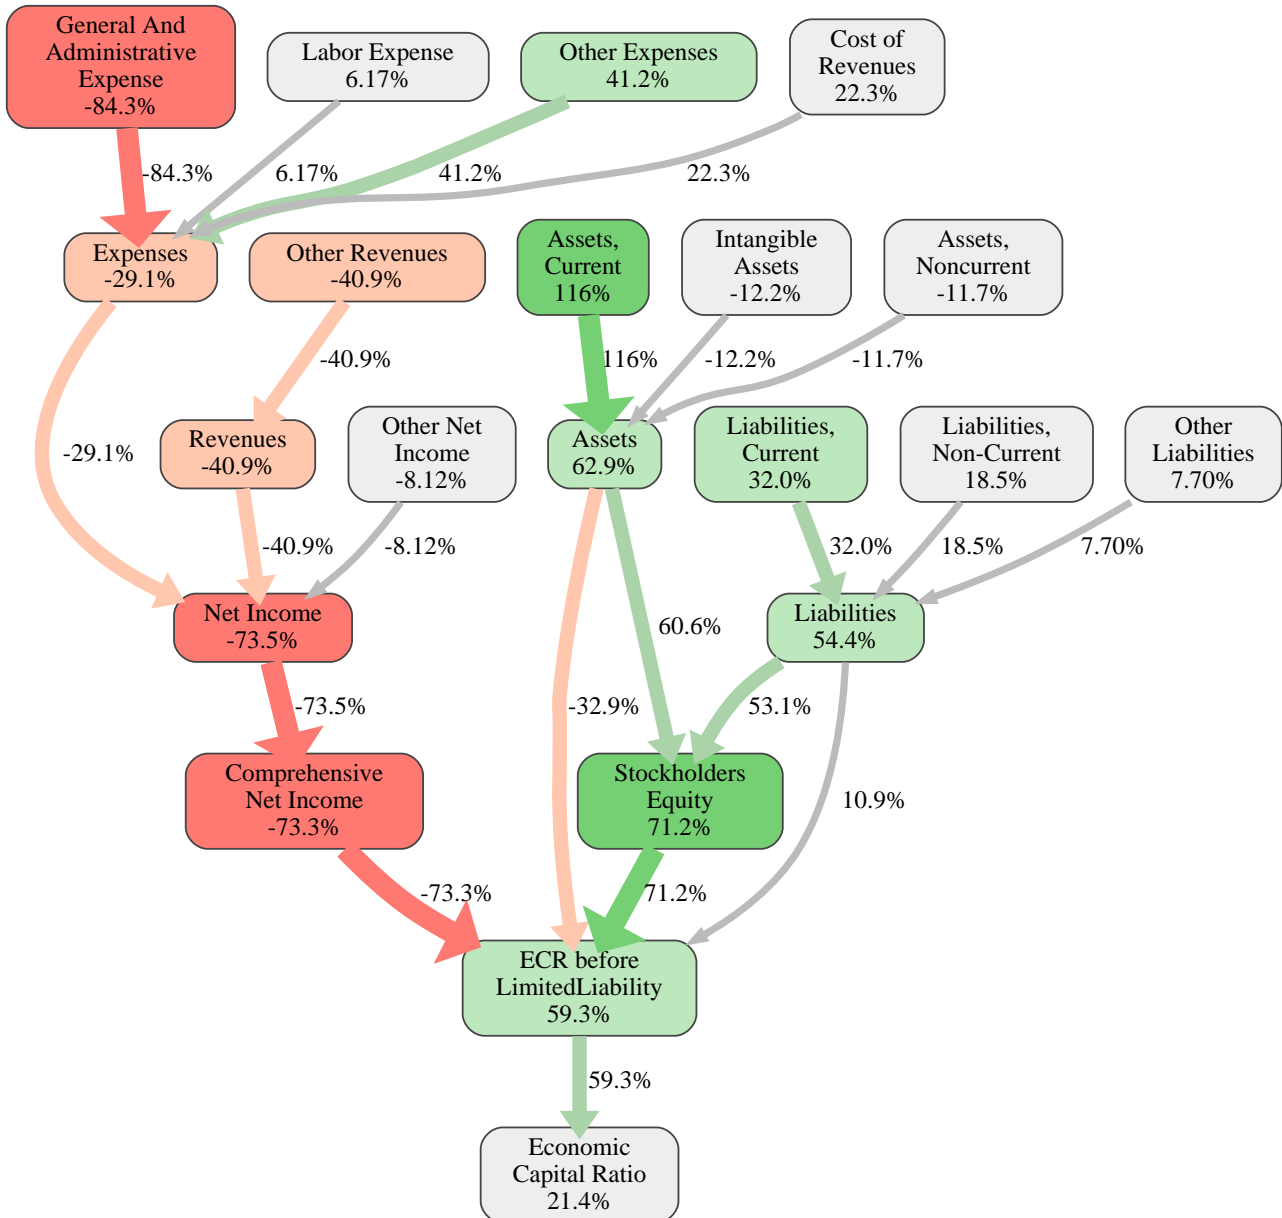 General And
Administrative
Expense
-84.3%
Labor Expense
6.17%
Other Expenses
41.2%
Cost of
Revenues
22.3%
-84.3%
6.17%
41.2%
22.3%
Expenses
-29.1%
Other Revenues
-40.9%
Assets,
Current
116%
Intangible
Assets
-12.2%
Assets,
Noncurrent
-11.7%
-40.9%
116%
-12.2%
-11.7%
-29.1%
Revenues
-40.9%
Other Net
Income
-8.12%
Assets
62.9%
Liabilities,
Current
32.0%
Liabilities,
Non-Current
18.5%
Other
Liabilities
7.70%
-40.9%
-8.12%
32.0%
18.5%
7.70%
Net Income
-73.5%
60.6%
Liabilities
54.4%
-73.5%
-32.9%
53.1%
Comprehensive
Net Income
-73.3%
Stockholders
Equity
71.2%
10.9%
-73.3%
71.2%
ECR before
LimitedLiability
59.3%
59.3%
Economic
Capital Ratio
21.4%